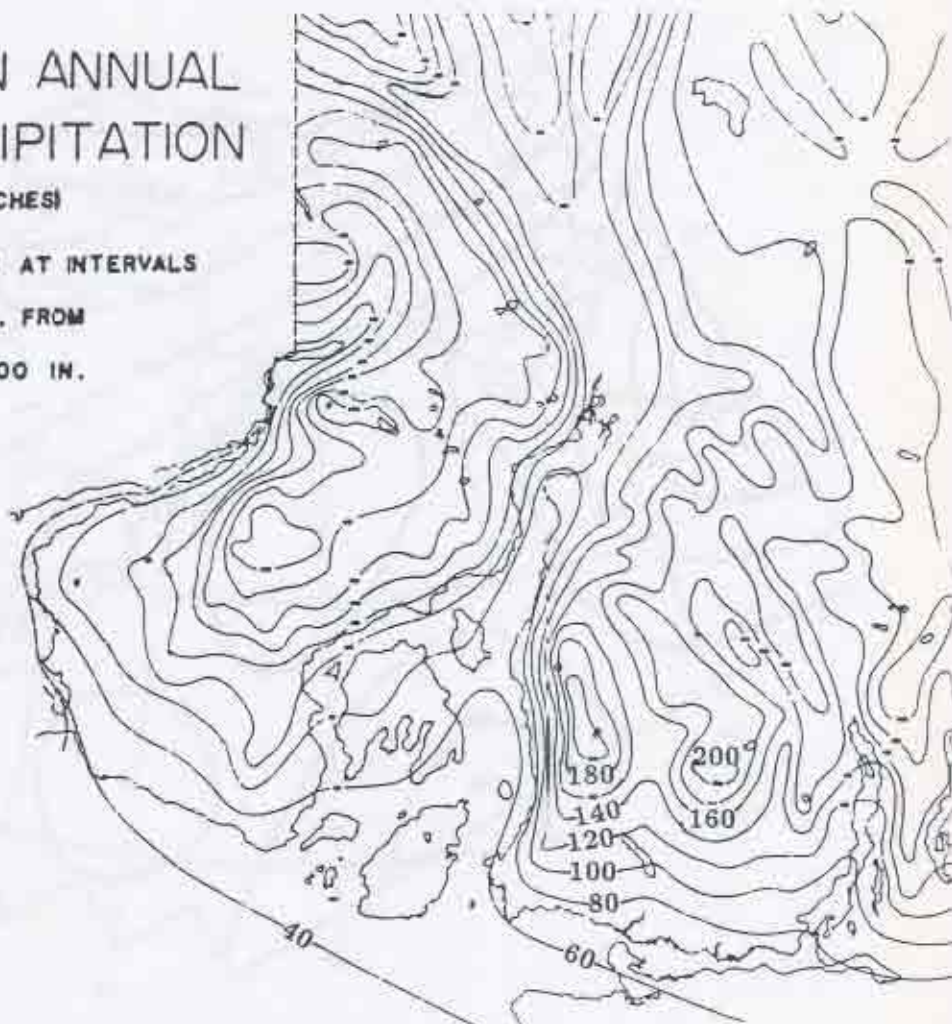 N ANNUAL
IPITATION
CHES)
AT INTERVALS
. FROM
00 IN.
200
180
160
140
120
100
80
40
60